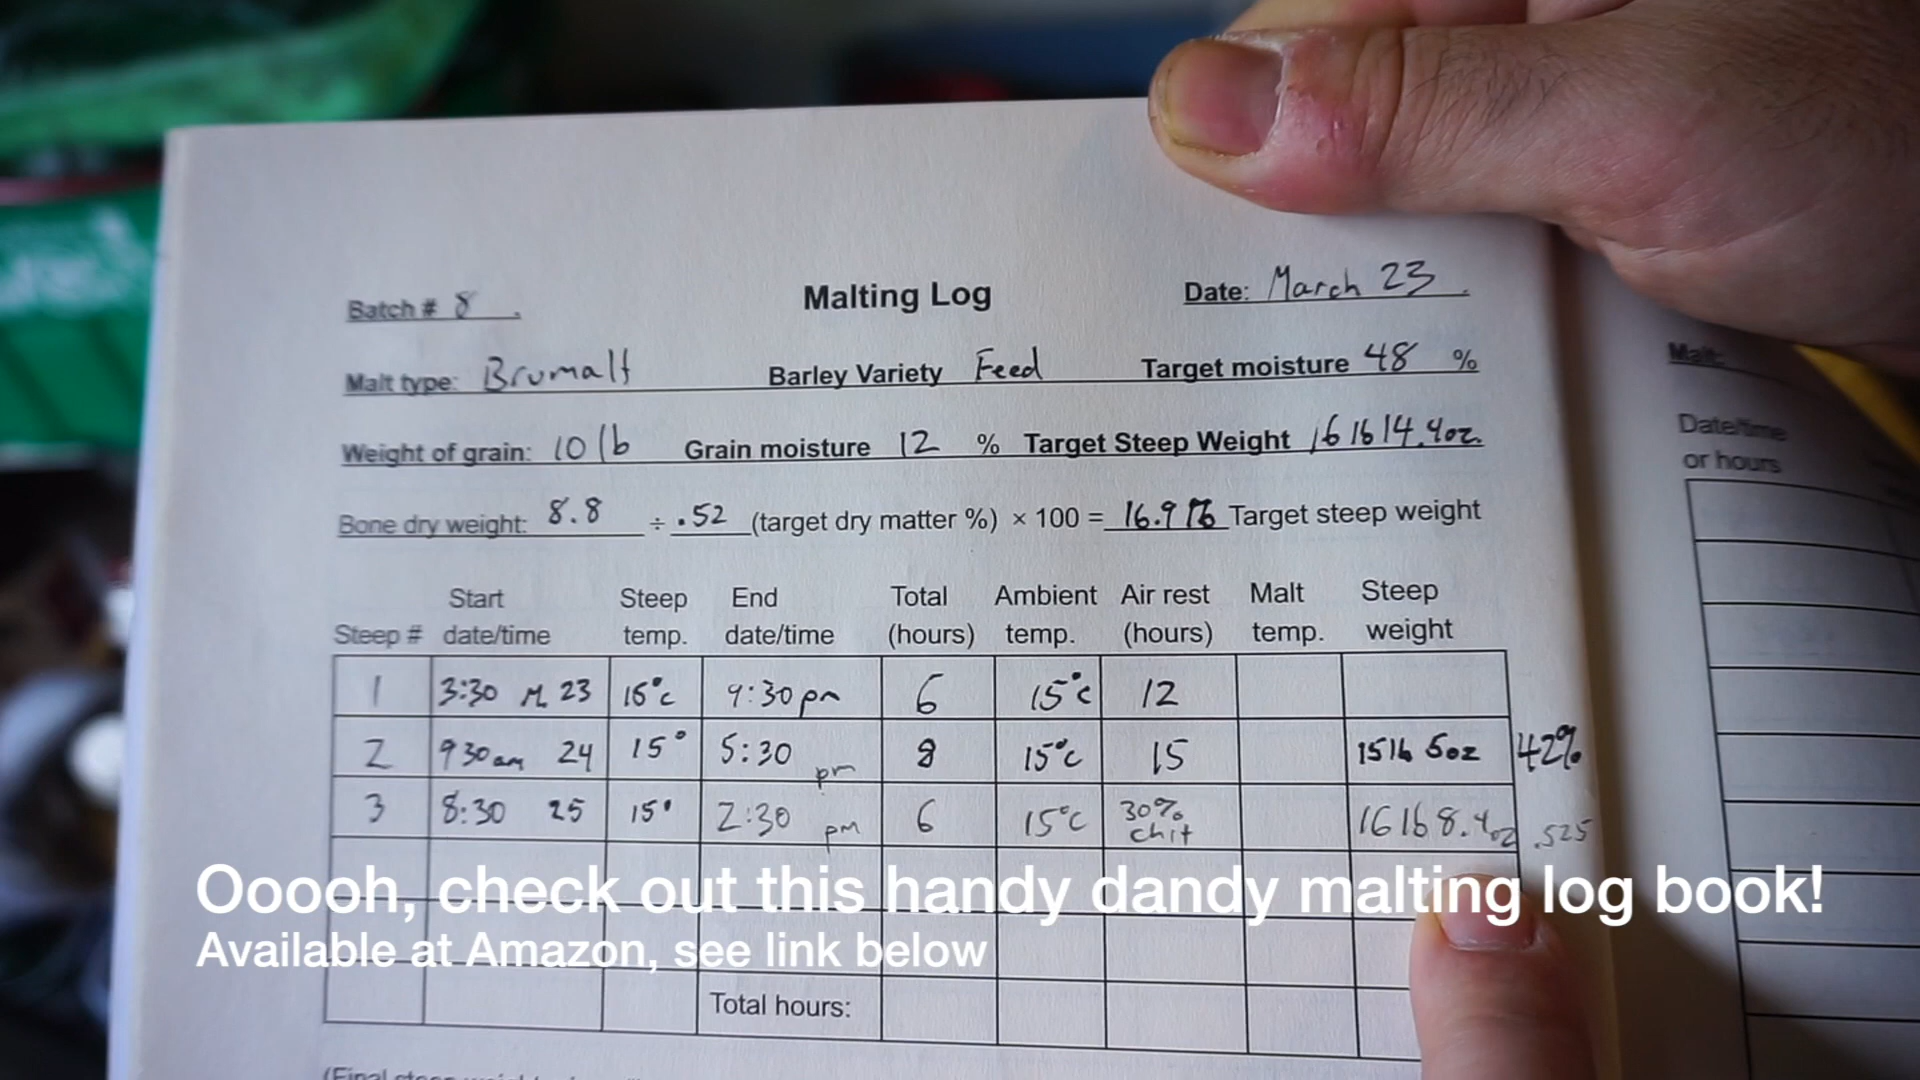 Batch # 8
Malting Log
Date: March 23
Malt type: Brumalt Barley Variety Feed Target moisture 48 %
Weight of grain: 10 lb Grain moisture 12 % Target Steep Weight 16 lb 14.4oz.
Bone dry weight: 8.8 ÷ .52 (target dry matter %) × 100 = 16.9 lb Target steep weight
Steep # Start date/time Steep temp. End date/time Total (hours) Ambient temp. Air rest (hours) Malt temp. Steep weight
1 3:30 M. 23 16°c 9:30 pm 6 15°c 12
2 930am 24 15° 5:30 pm 8 15°c 15 15lb 5oz 42%
3 8:30 25 15° 2:30 pm 6 15°c 30% chit 16 lb 8.4oz .525
Ooooh, check out this handy dandy malting log book!
Available at Amazon, see link below
Total hours:
Malt:
Date/time
or hours